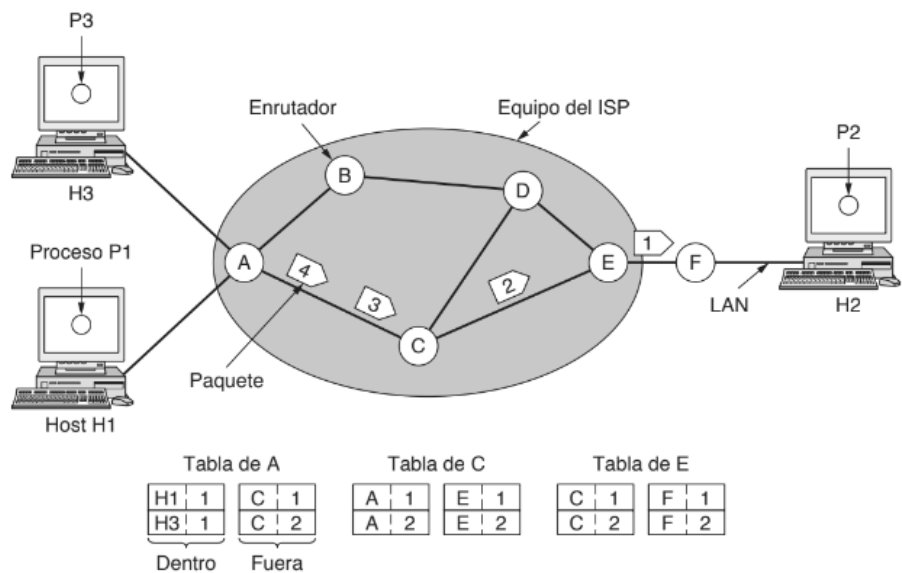 P3
Enrutador
Equipo del ISP
P2
B
D
H3
Proceso P1
A
4
3
2
E
1
F
C
LAN
H2
Paquete
Host H1
Tabla de A
Tabla de C
Tabla de E
H1 1 C 1
A 1 E 1
C 1 F 1
H3 1 C 2
A 2 E 2
C 2 F 2
Dentro
Fuera